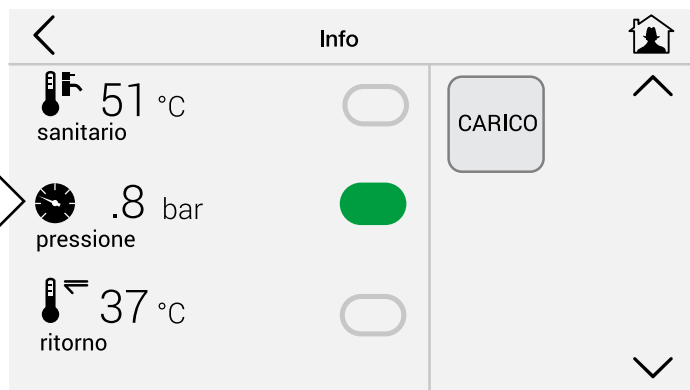 Info
51 °C
sanitario
CARICO
.8 bar
pressione
37 °C
ritorno